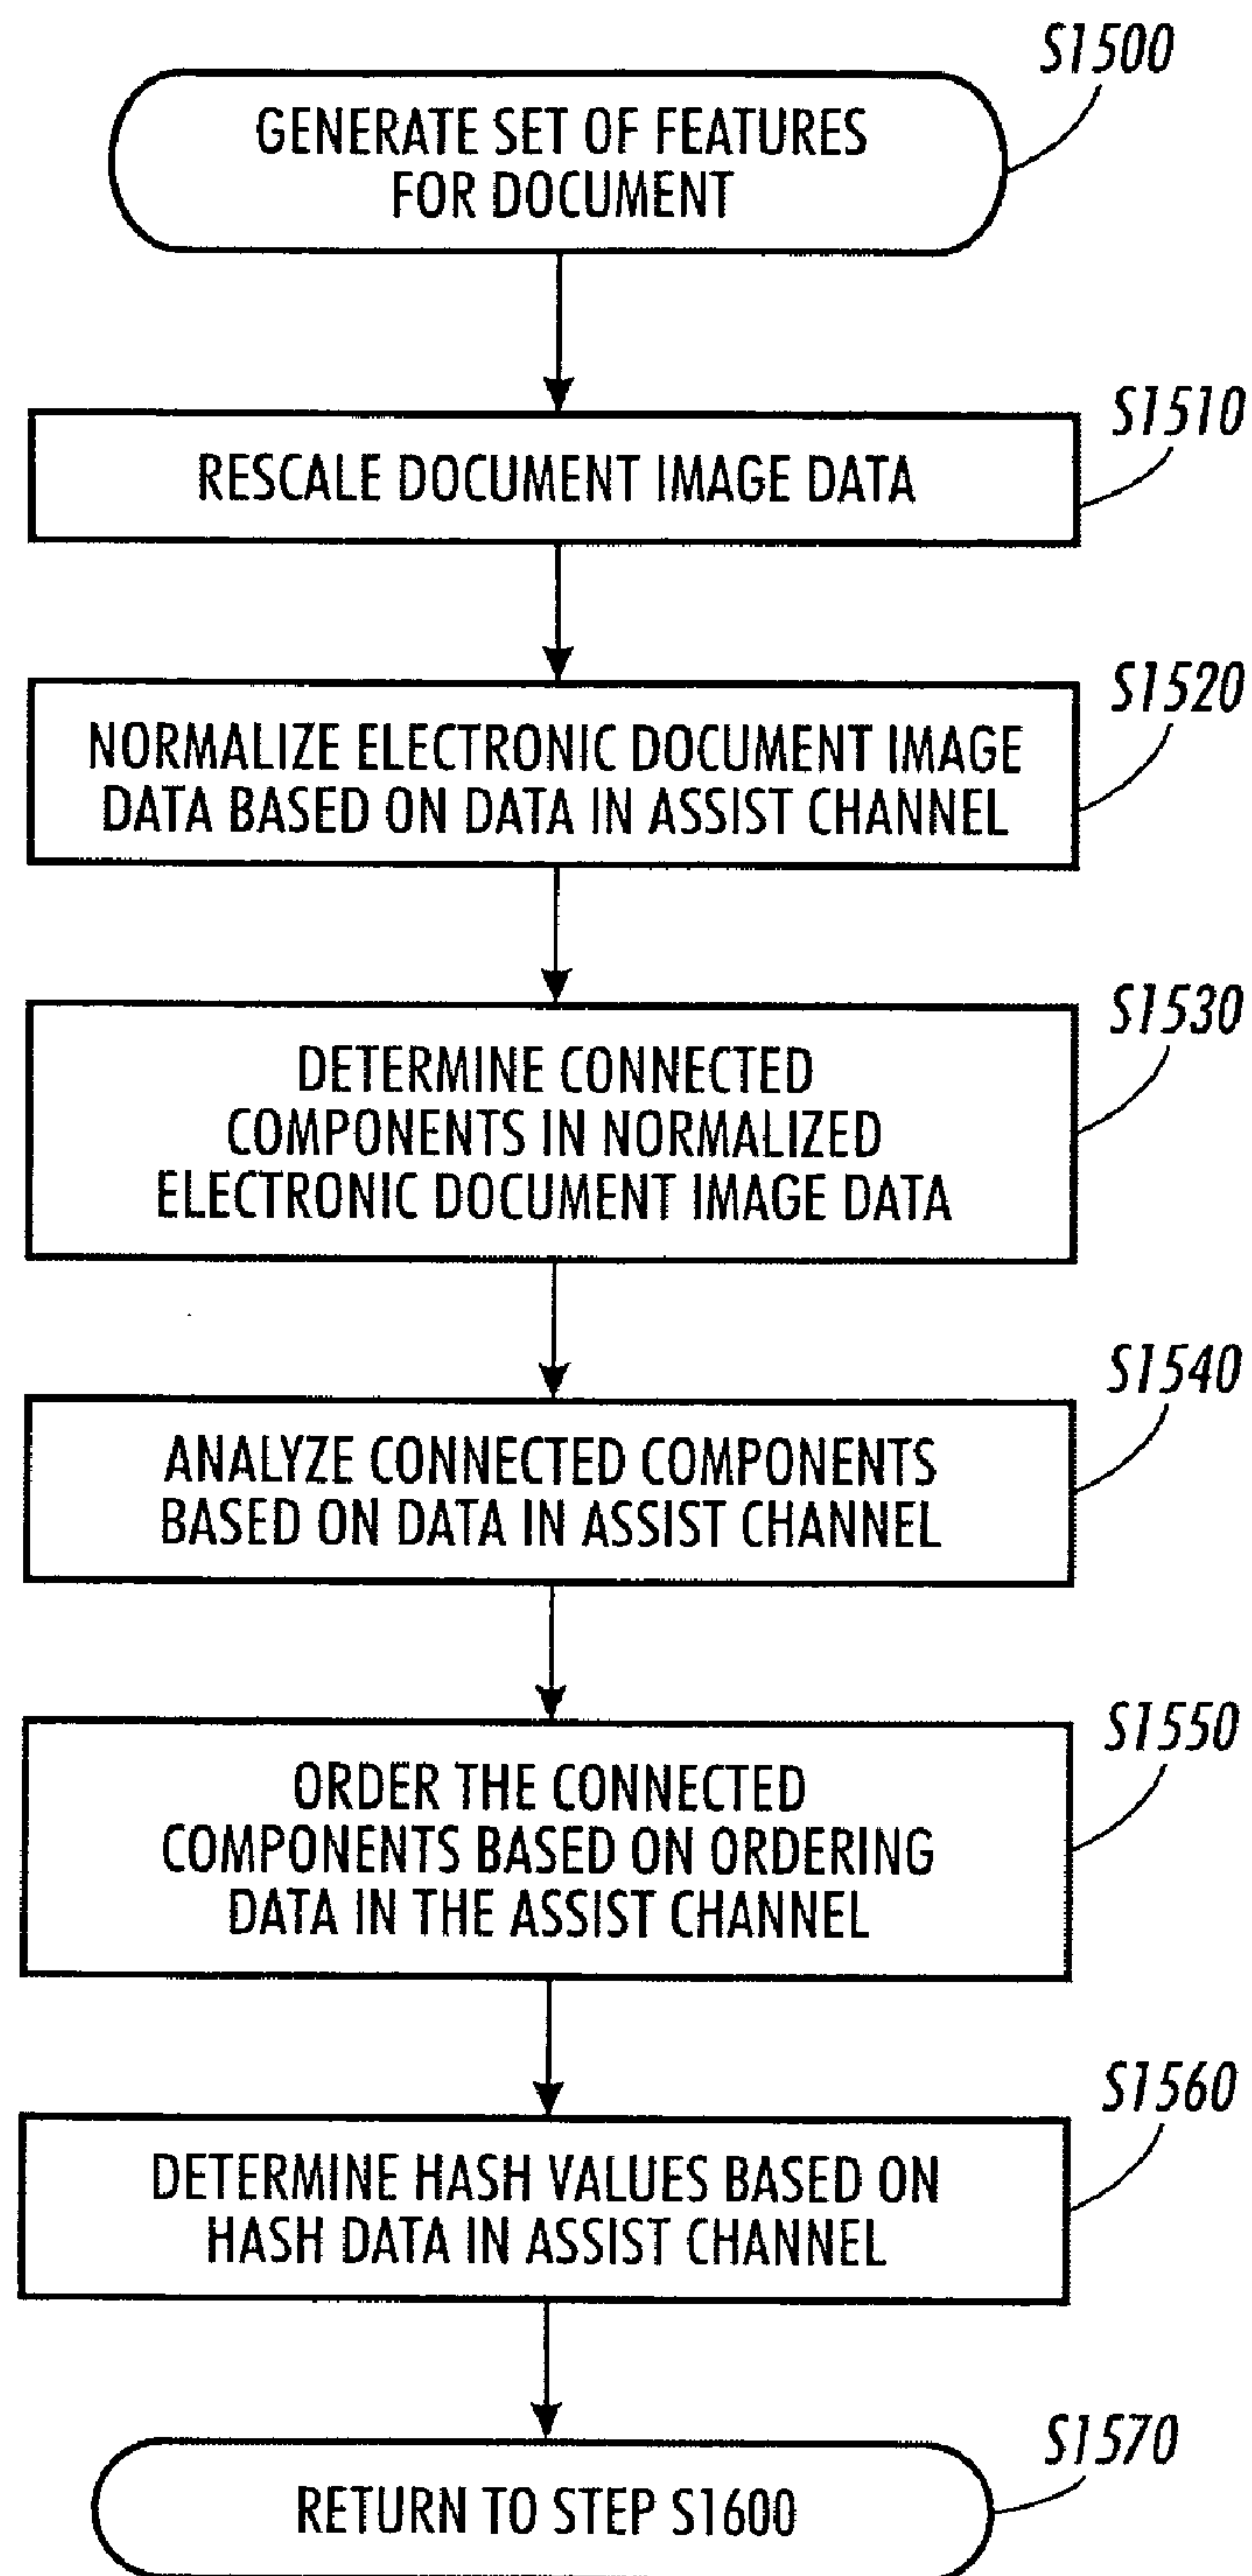 S1500
GENERATE SET OF FEATURES
FOR DOCUMENT
S1510
RESCALE DOCUMENT IMAGE DATA
S1520
NORMALIZE ELECTRONIC DOCUMENT IMAGE
DATA BASED ON DATA IN ASSIST CHANNEL
S1530
DETERMINE CONNECTED
COMPONENTS IN NORMALIZED
ELECTRONIC DOCUMENT IMAGE DATA
S1540
ANALYZE CONNECTED COMPONENTS
BASED ON DATA IN ASSIST CHANNEL
S1550
ORDER THE CONNECTED
COMPONENTS BASED ON ORDERING
DATA IN THE ASSIST CHANNEL
S1560
DETERMINE HASH VALUES BASED ON
HASH DATA IN ASSIST CHANNEL
S1570
RETURN TO STEP S1600